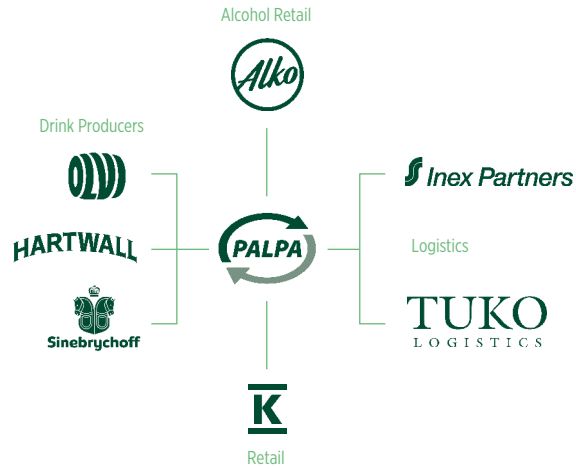 Alcohol Retail
Alko
Drink Producers
OLVI
HARTWALL
Sinebrychoff
PALPA
Inex Partners
Logistics
TUKO
LOGISTICS
K
Retail